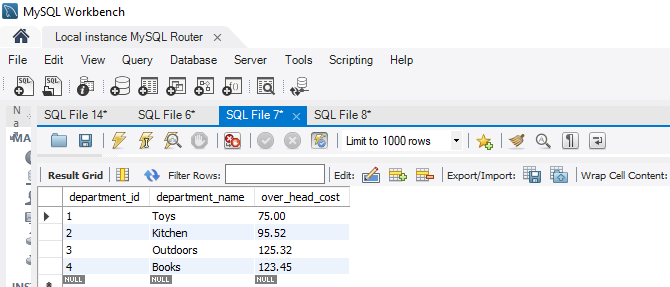 MySQL Workbench
Local instance MySQL Router ×
File Edit View Query Database Server Tools Scripting Help
SQL SQL
Na SQL File 14* SQL File 6* SQL File 7* × SQL File 8*
MA Limit to 1000 rows
Result Grid Filter Rows: Edit: Export/Import: Wrap Cell Content:
department_id department_name over_head_cost
1 Toys 75.00
2 Kitchen 95.52
3 Outdoors 125.32
4 Books 123.45
NULL NULL NULL
INS